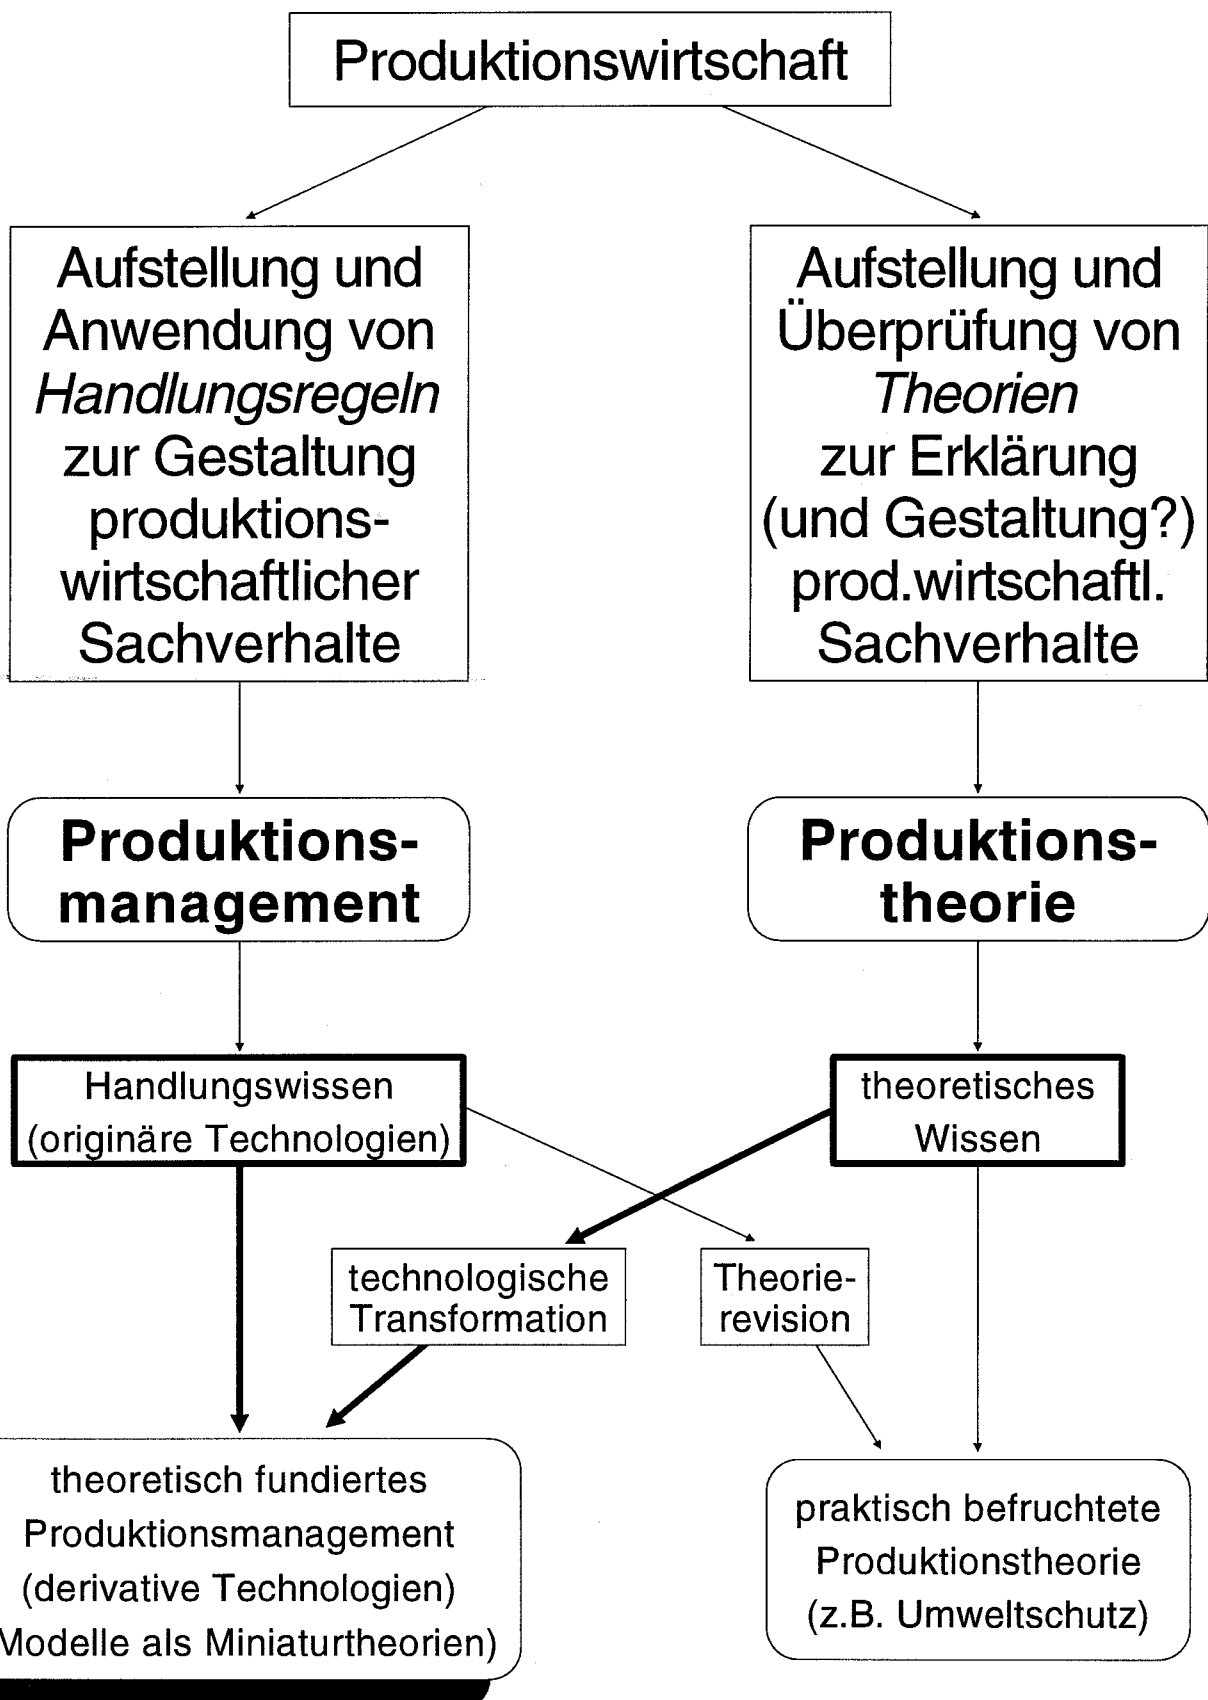 Produktionswirtschaft
Aufstellung und
Anwendung von
Handlungsregeln
zur Gestaltung
produktions-
wirtschaftlicher
Sachverhalte
Aufstellung und
Überprüfung von
Theorien
zur Erklärung
(und Gestaltung?)
prod.wirtschaftl.
Sachverhalte
Produktions-
management
Produktions-
theorie
Handlungswissen
(originäre Technologien)
theoretisches
Wissen
technologische
Transformation
Theorie-
revision
theoretisch fundiertes
Produktionsmanagement
(derivative Technologien)
Modelle als Miniaturtheorien)
praktisch befruchtete
Produktionstheorie
(z.B. Umweltschutz)